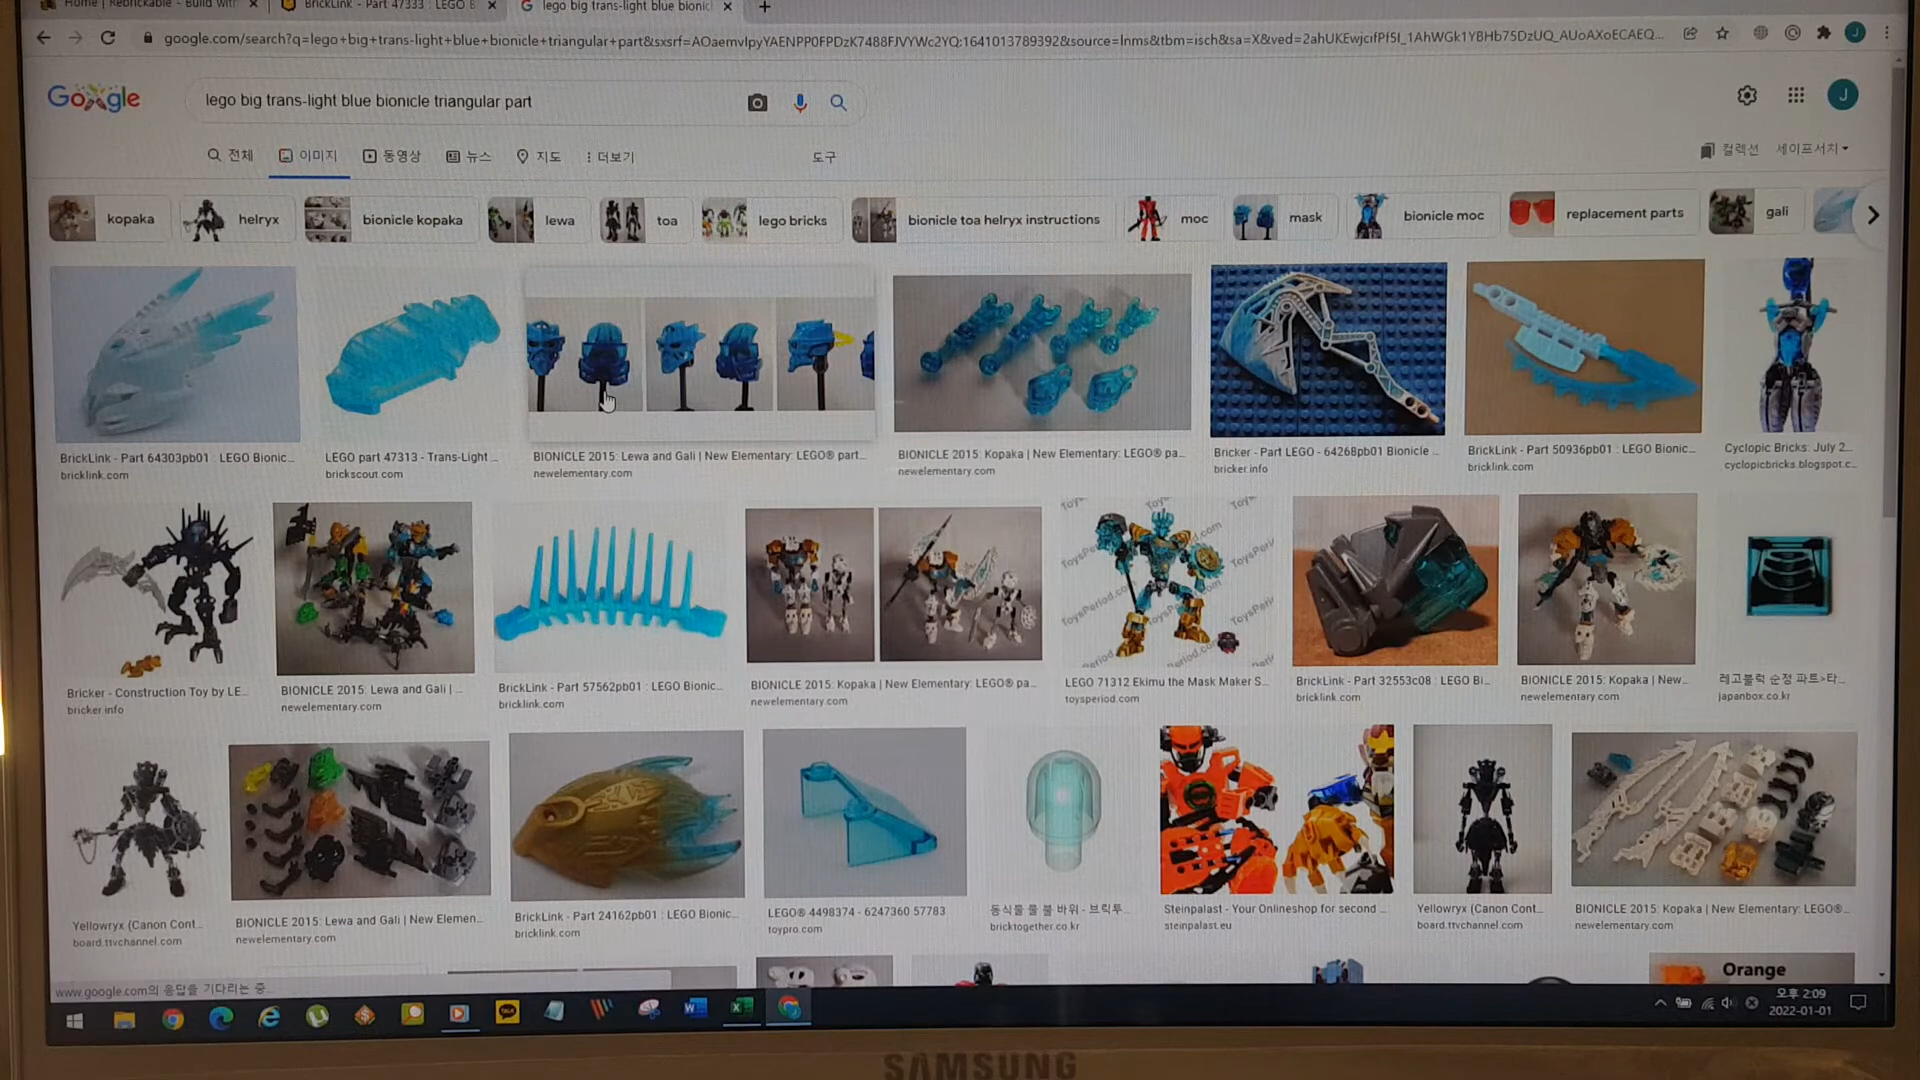 Home | Rebrickable - Build with
BrickLink - Part 47333 : LEGO B
lego big trans-light blue bionicl
Google
lego big trans-light blue bionicle triangular part
J
전체
이미지
동영상
뉴스
지도
더보기
도구
컬렉션
세이프서치
kopaka
helryx
bionicle kopaka
lewa
toa
lego bricks
bionicle toa helryx instructions
moc
mask
bionicle moc
replacement parts
gali
BrickLink - Part 64303pb01 : LEGO Bionic...
bricklink.com
LEGO part 47313 - Trans-Light ...
brickscout.com
BIONICLE 2015: Lewa and Gali | New Elementary: LEGO® part...
newelementary.com
BIONICLE 2015: Kopaka | New Elementary: LEGO® pa...
newelementary.com
Bricker - Part LEGO - 64268pb01 Bionicle ...
bricker.info
BrickLink - Part 50936pb01 : LEGO Bionic...
bricklink.com
Cyclopic Bricks: July 2...
cyclopicbricks.blogspot.c...
Bricker - Construction Toy by LE...
bricker.info
BIONICLE 2015: Lewa and Gali | ...
newelementary.com
BrickLink - Part 57562pb01 : LEGO Bionic...
bricklink.com
BIONICLE 2015: Kopaka | New Elementary: LEGO® pa...
newelementary.com
ToysPeriod.com
LEGO 71312 Ekimu the Mask Maker S...
toysperiod.com
BrickLink - Part 32553c08 : LEGO Bi...
bricklink.com
BIONICLE 2015: Kopaka | New...
newelementary.com
레고블럭 순정 파트>타...
japanbox.co.kr
Yellowryx (Canon Cont...
board.ttvchannel.com
BIONICLE 2015: Lewa and Gali | New Elemen...
newelementary.com
BrickLink - Part 24162pb01 : LEGO Bionic...
bricklink.com
LEGO® 4498374 - 6247360 57783
toypro.com
동식물 물 불 바위 - 브릭투...
bricktogether.co.kr
Steinpalast - Your Onlineshop for second ...
steinpalast.eu
Yellowryx (Canon Cont...
board.ttvchannel.com
BIONICLE 2015: Kopaka | New Elementary: LEGO®...
newelementary.com
Orange
www.google.com의 응답을 기다리는 중...
TALK
오후 2:09
2022-01-01
SAMSUNG